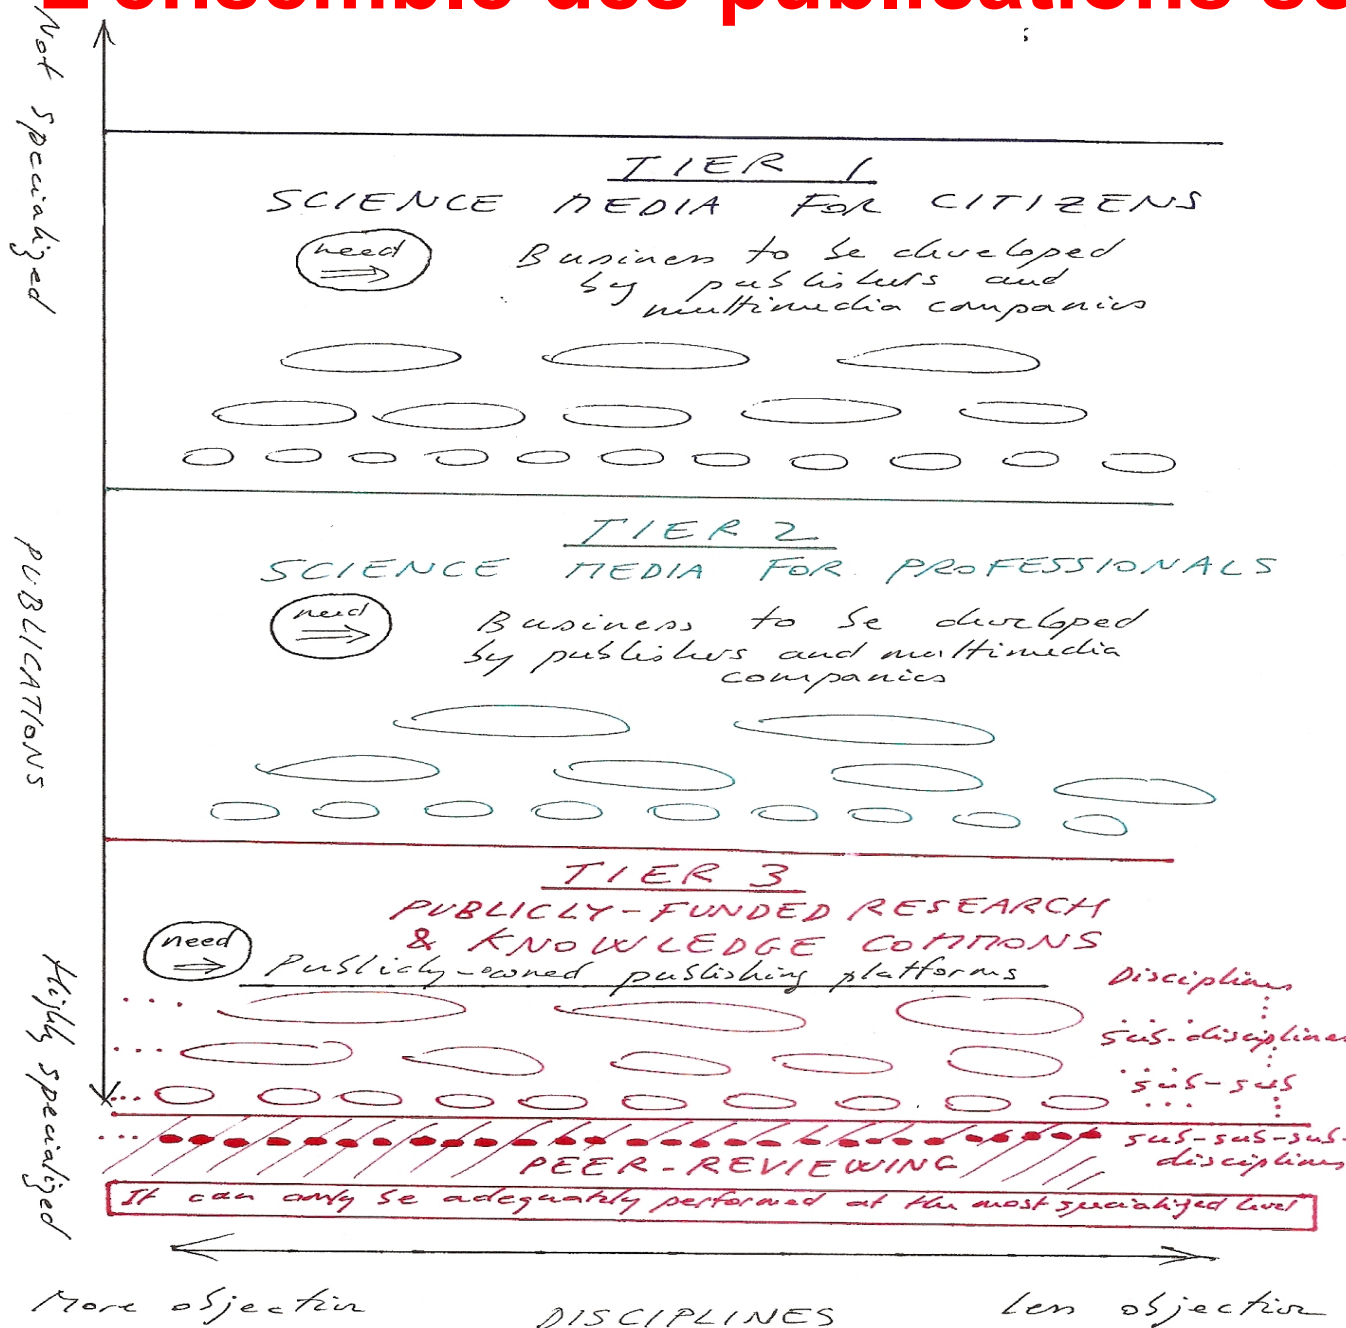 L'ensemble des publications
Not specialized
TIER 1
SCIENCE MEDIA FOR CITIZENS
need
Business to be developed
by publishers and
multimedia companies
PUBLICATIONS
TIER 2
SCIENCE MEDIA FOR PROFESSIONALS
need
Business to be developed
by publishers and multimedia
companies
TIER 3
PUBLICLY-FUNDED RESEARCH
& KNOWLEDGE COMMONS
need
Publicly-owned publishing platforms
Disciplines
sub-disciplines
sub-sub
Highly specialized
sub-sub-sub-
disciplines
PEER-REVIEWING
It can only be adequately performed at the most specialized level
More objective
DISCIPLINES
Less objective